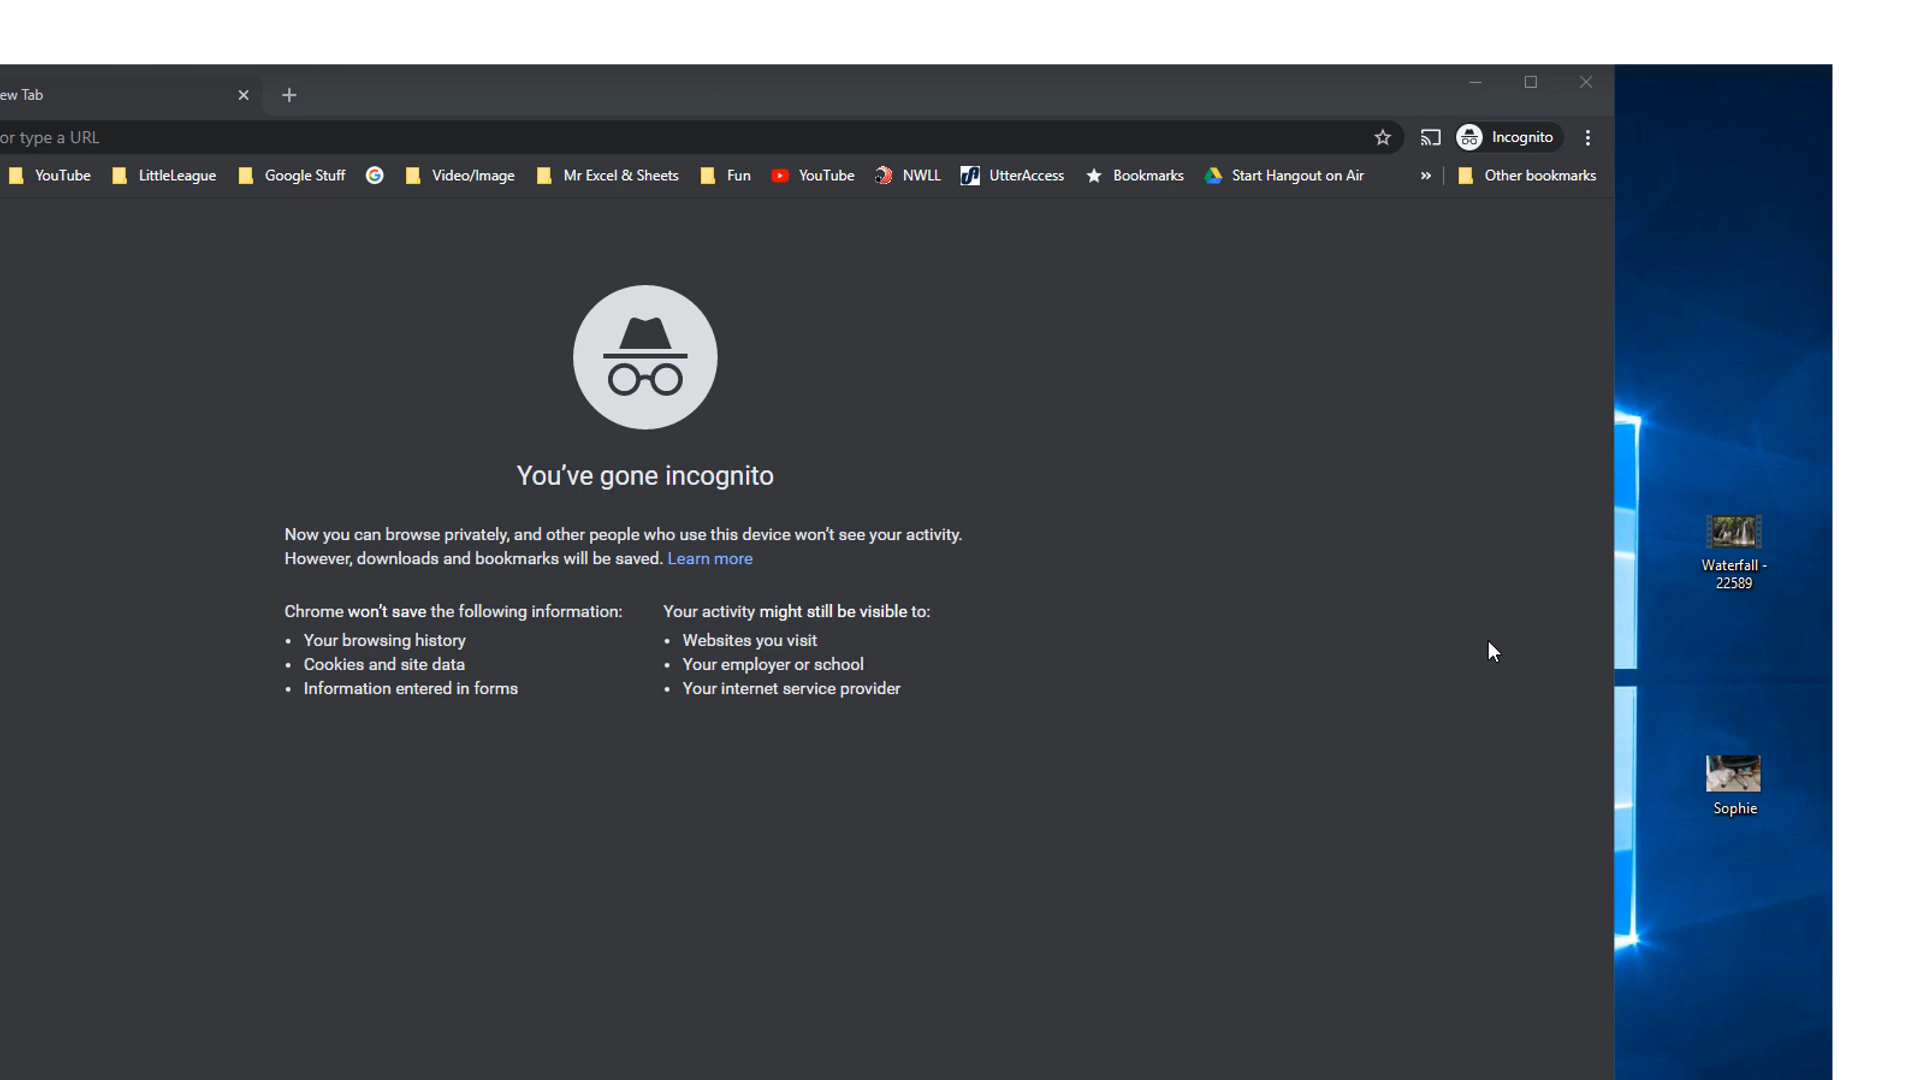 ew Tab
or type a URL
Incognito
YouTube LittleLeague Google Stuff Video/Image Mr Excel & Sheets Fun YouTube NWLL UtterAccess Bookmarks Start Hangout on Air » Other bookmarks
You've gone incognito
Now you can browse privately, and other people who use this device won't see your activity.
However, downloads and bookmarks will be saved. Learn more
Chrome won't save the following information:
• Your browsing history
• Cookies and site data
• Information entered in forms
Your activity might still be visible to:
• Websites you visit
• Your employer or school
• Your internet service provider
Waterfall -
22589
Sophie